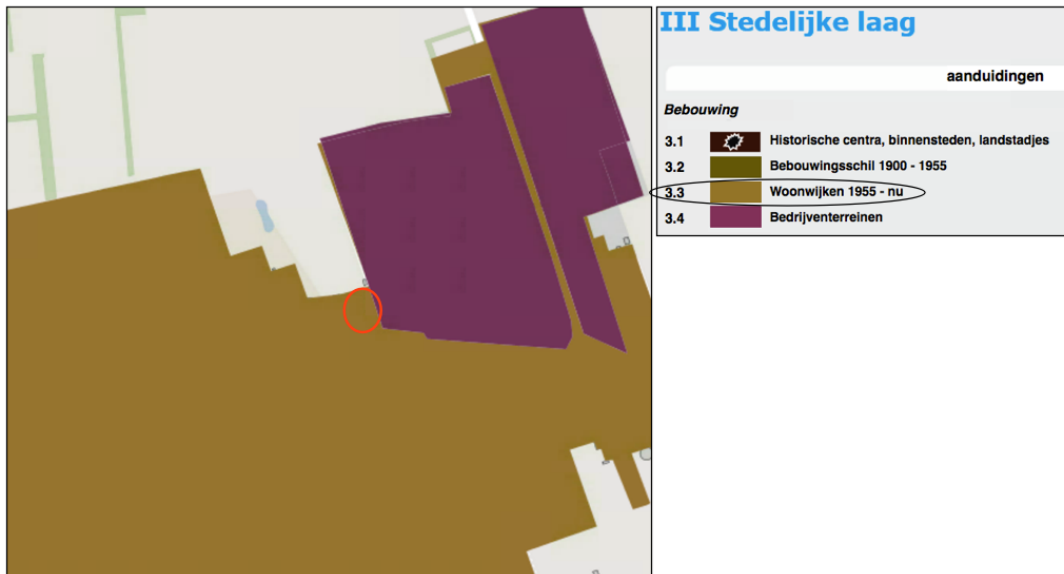 III Stedelijke laag
aanduidingen
Bebouwing
3.1 Historische centra, binnensteden, landstadjes
3.2 Bebouwingsschil 1900 - 1955
3.3 Woonwijken 1955 - nu
3.4 Bedrijventerreinen